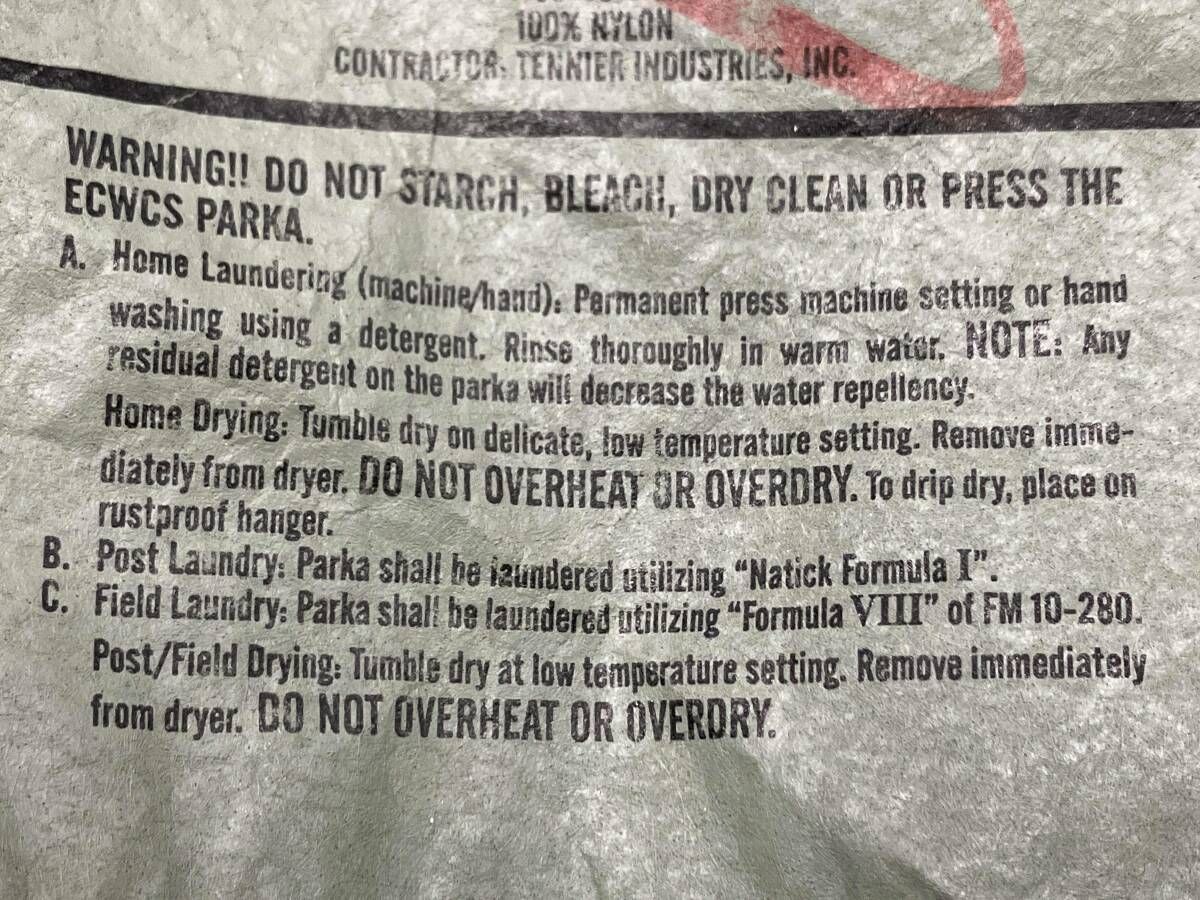 100% NYLON
CONTRACTOR: TENNIER INDUSTRIES, INC.
WARNING!! DO NOT STARCH, BLEACH, DRY CLEAN OR PRESS THE
ECWCS PARKA.
A. Home Laundering (machine/hand): Permanent press machine setting or hand
washing using a detergent. Rinse thoroughly in warm water. NOTE: Any
residual detergent on the parka will decrease the water repellency.
Home Drying: Tumble dry on delicate, low temperature setting. Remove imme-
diately from dryer. DO NOT OVERHEAT OR OVERDRY. To drip dry, place on
rustproof hanger.
B. Post Laundry: Parka shall be laundered utilizing “Natick Formula I”.
C. Field Laundry: Parka shall be laundered utilizing “Formula VIII” of FM 10-280.
Post/Field Drying: Tumble dry at low temperature setting. Remove immediately
from dryer. DO NOT OVERHEAT OR OVERDRY.